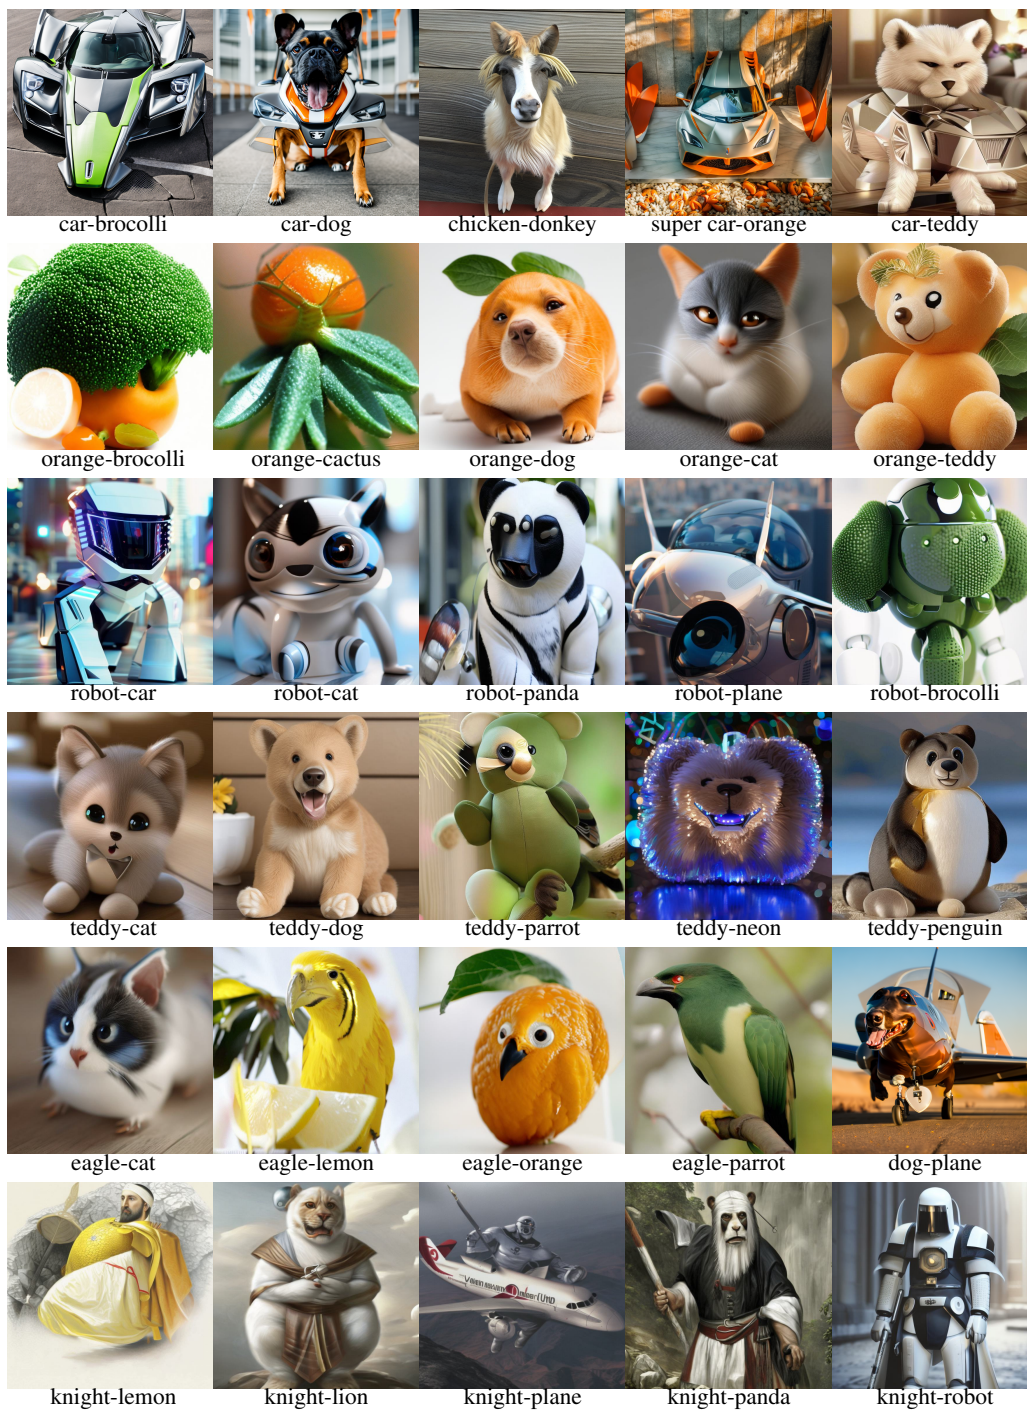 car-brocolli car-dog chicken-donkey super car-orange car-teddy
orange-brocolli orange-cactus orange-dog orange-cat orange-teddy
robot-car robot-cat robot-panda robot-plane robot-brocolli
teddy-cat teddy-dog teddy-parrot teddy-neon teddy-penguin
eagle-cat eagle-lemon eagle-orange eagle-parrot dog-plane
knight-lemon knight-lion knight-plane knight-panda knight-robot